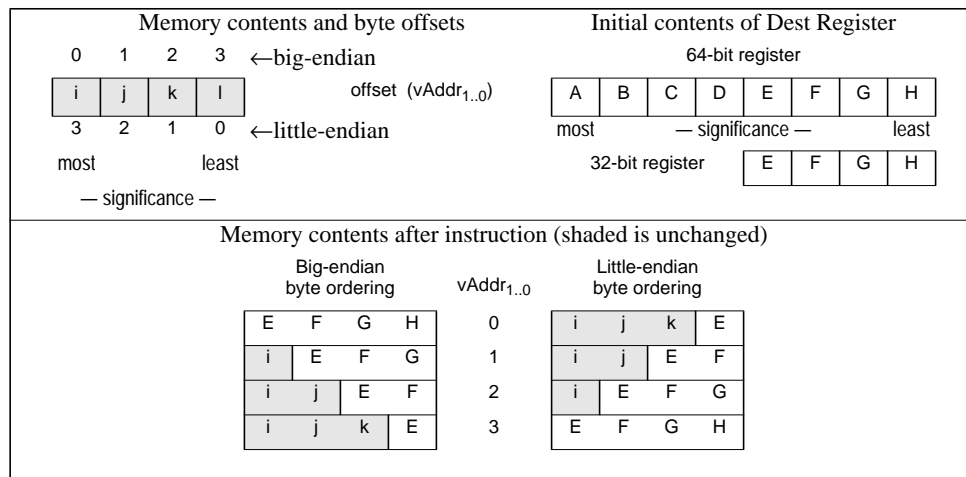 Memory contents and byte offsets
0 1 2 3 ←big-endian
i j k l offset (vAddr1..0)
3 2 1 0 ←little-endian
most least
— significance —
Initial contents of Dest Register
64-bit register
A B C D E F G H
most — significance — least
32-bit register E F G H
Memory contents after instruction (shaded is unchanged)
Big-endian
byte ordering
vAddr1..0
Little-endian
byte ordering
E F G H 0 i j k E
i E F G 1 i j E F
i j E F 2 i E F G
i j k E 3 E F G H